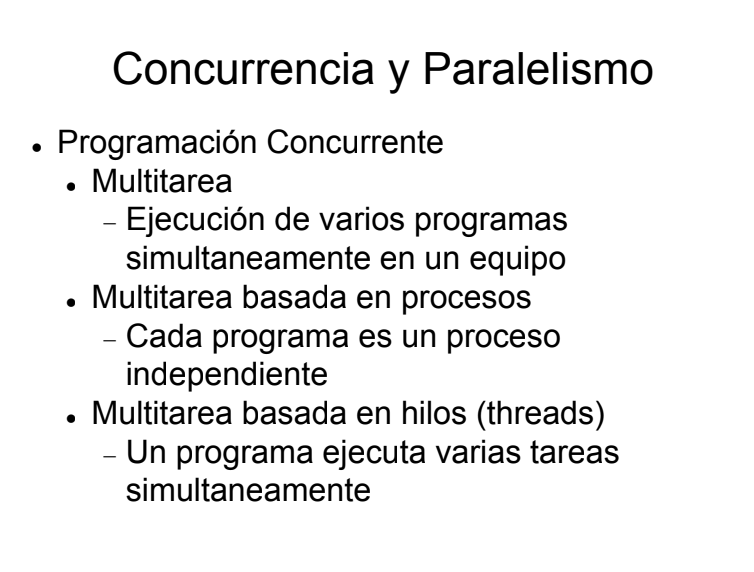 Concurrencia y Paralelismo
● Programación Concurrente
● Multitarea
– Ejecución de varios programas
simultaneamente en un equipo
● Multitarea basada en procesos
– Cada programa es un proceso
independiente
● Multitarea basada en hilos (threads)
– Un programa ejecuta varias tareas
simultaneamente